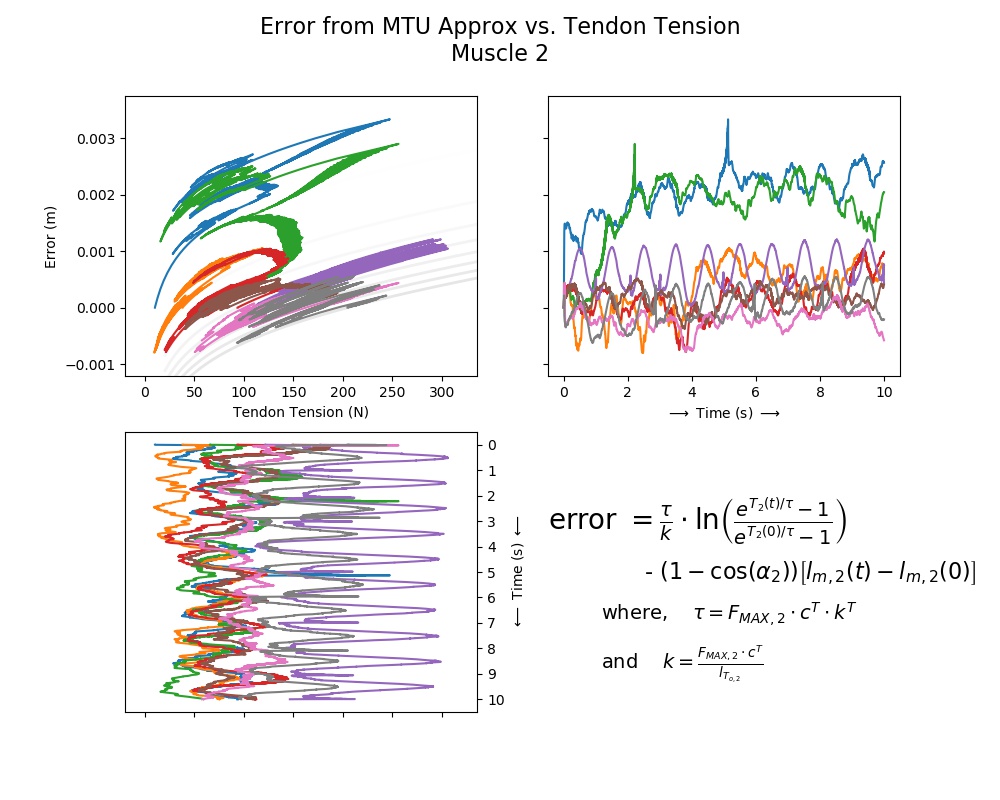 Error from MTU Approx vs. Tendon Tension
Muscle 2
Error (m)
0.003
0.002
0.001
0.000
−0.001
0 50 100 150 200 250 300
Tendon Tension (N)
0 2 4 6 8 10
⟶ Time (s) ⟶
0
1
2
3
4
5
6
7
8
9
10
⟵ Time (s) ⟵
error = τ/k · ln((e^{T_2(t)/τ} − 1)/(e^{T_2(0)/τ} − 1))
- (1 − cos(α_2))[l_{m,2}(t) − l_{m,2}(0)]
where, τ = F_{MAX,2} · c^T · k^T
and k = F_{MAX,2} · c^T / l_{T_{o,2}}